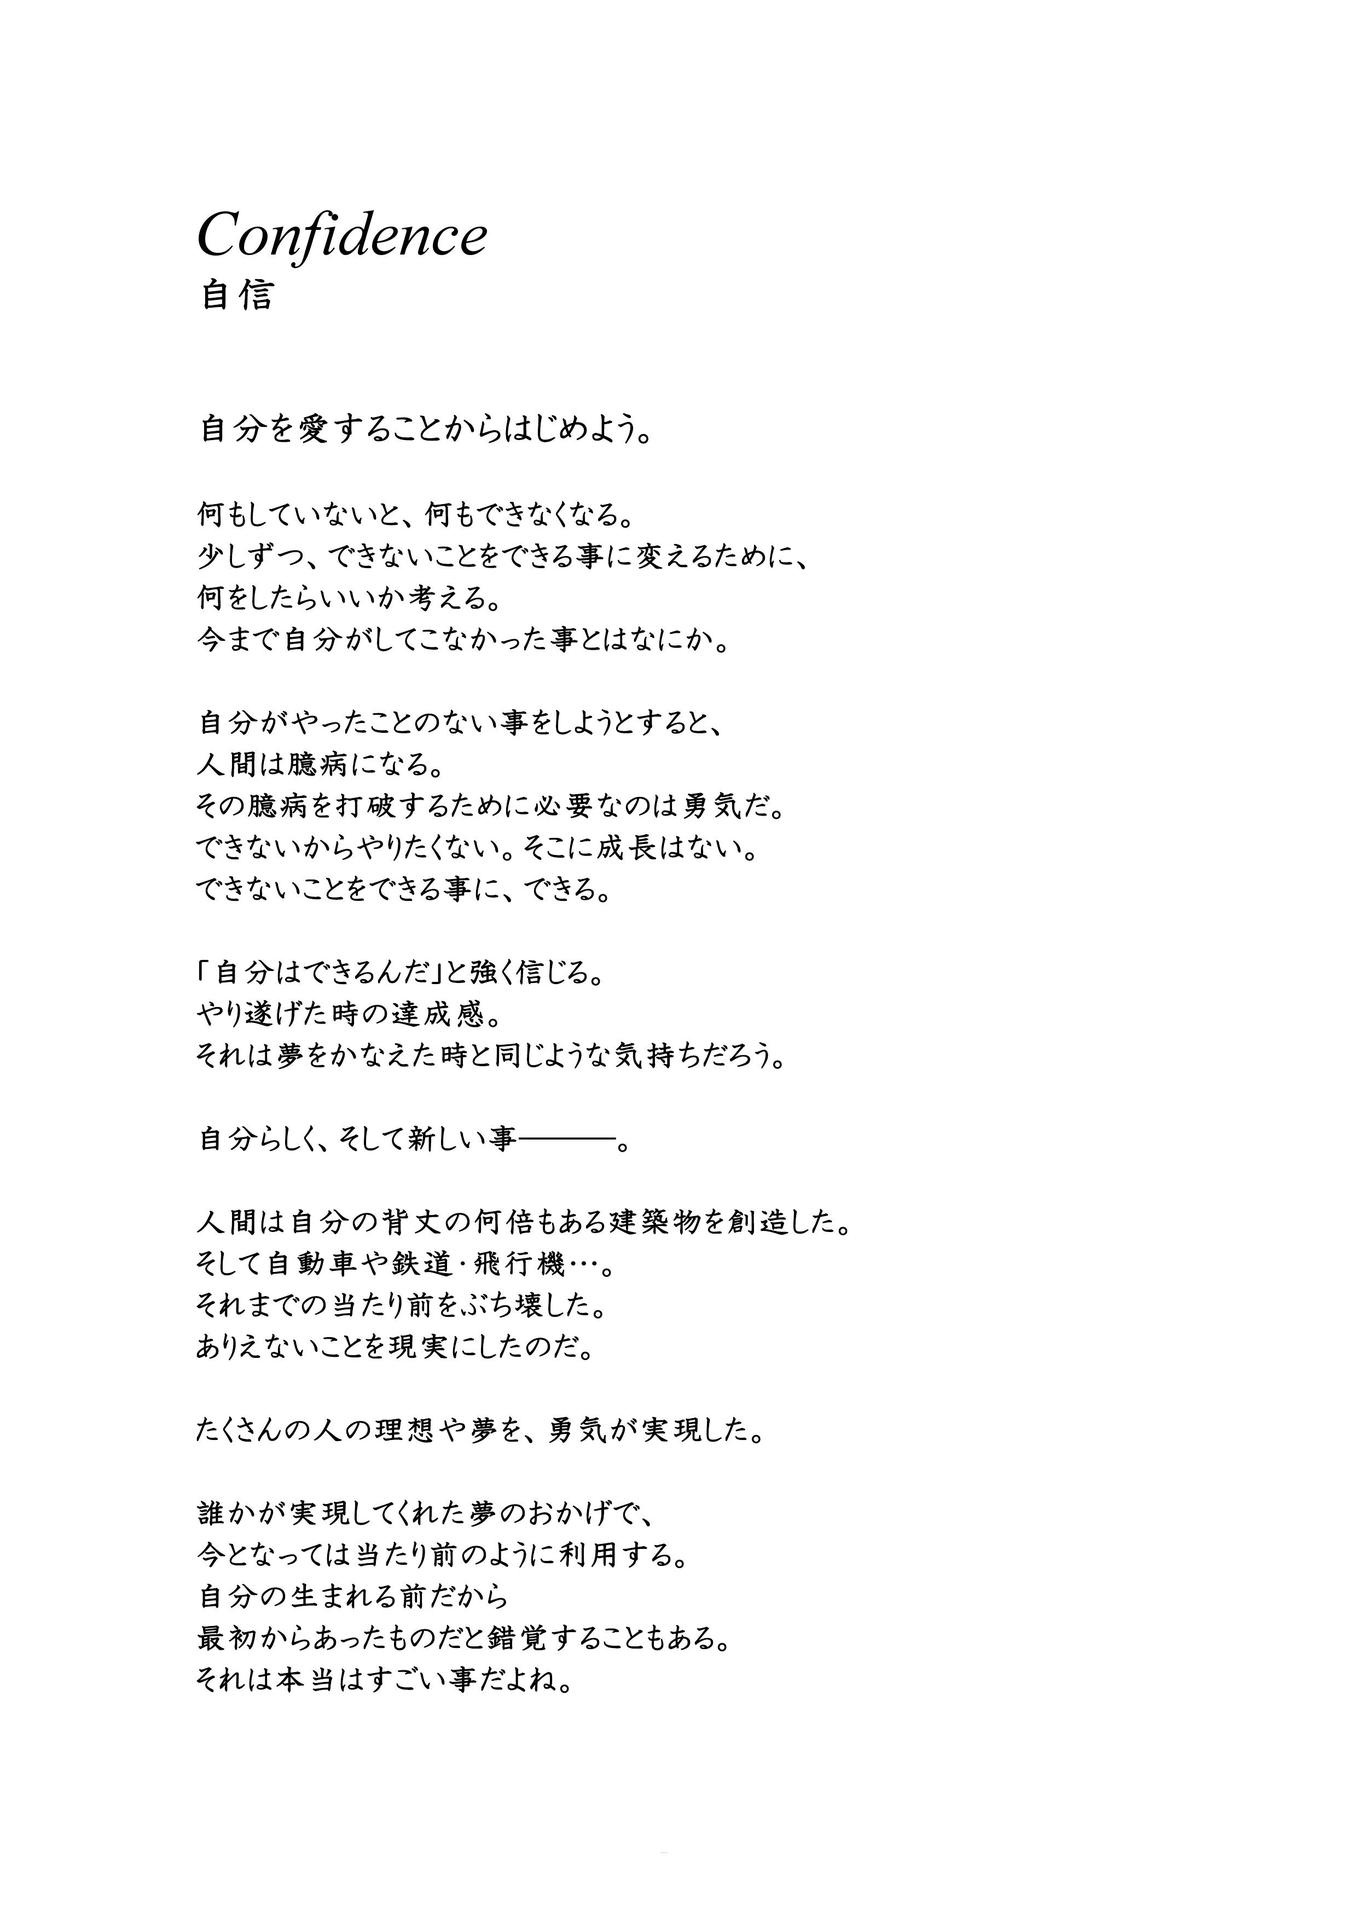 Confidence
自信
自分を愛することからはじめよう。
何もしていないと、何もできなくなる。
少しずつ、できないことをできる事に変えるために、
何をしたらいいか考える。
今まで自分がしてこなかった事とはなにか。
自分がやったことのない事をしようとすると、
人間は臆病になる。
その臆病を打破するために必要なのは勇気だ。
できないからやりたくない。そこに成長はない。
できないことをできる事に、できる。
「自分はできるんだ」と強く信じる。
やり遂げた時の達成感。
それは夢をかなえた時と同じような気持ちだろう。
自分らしく、そして新しい事―――。
人間は自分の背丈の何倍もある建築物を創造した。
そして自動車や鉄道・飛行機…。
それまでの当たり前をぶち壊した。
ありえないことを現実にしたのだ。
たくさんの人の理想や夢を、勇気が実現した。
誰かが実現してくれた夢のおかげで、
今となっては当たり前のように利用する。
自分の生まれる前だから
最初からあったものだと錯覚することもある。
それは本当はすごい事だよね。